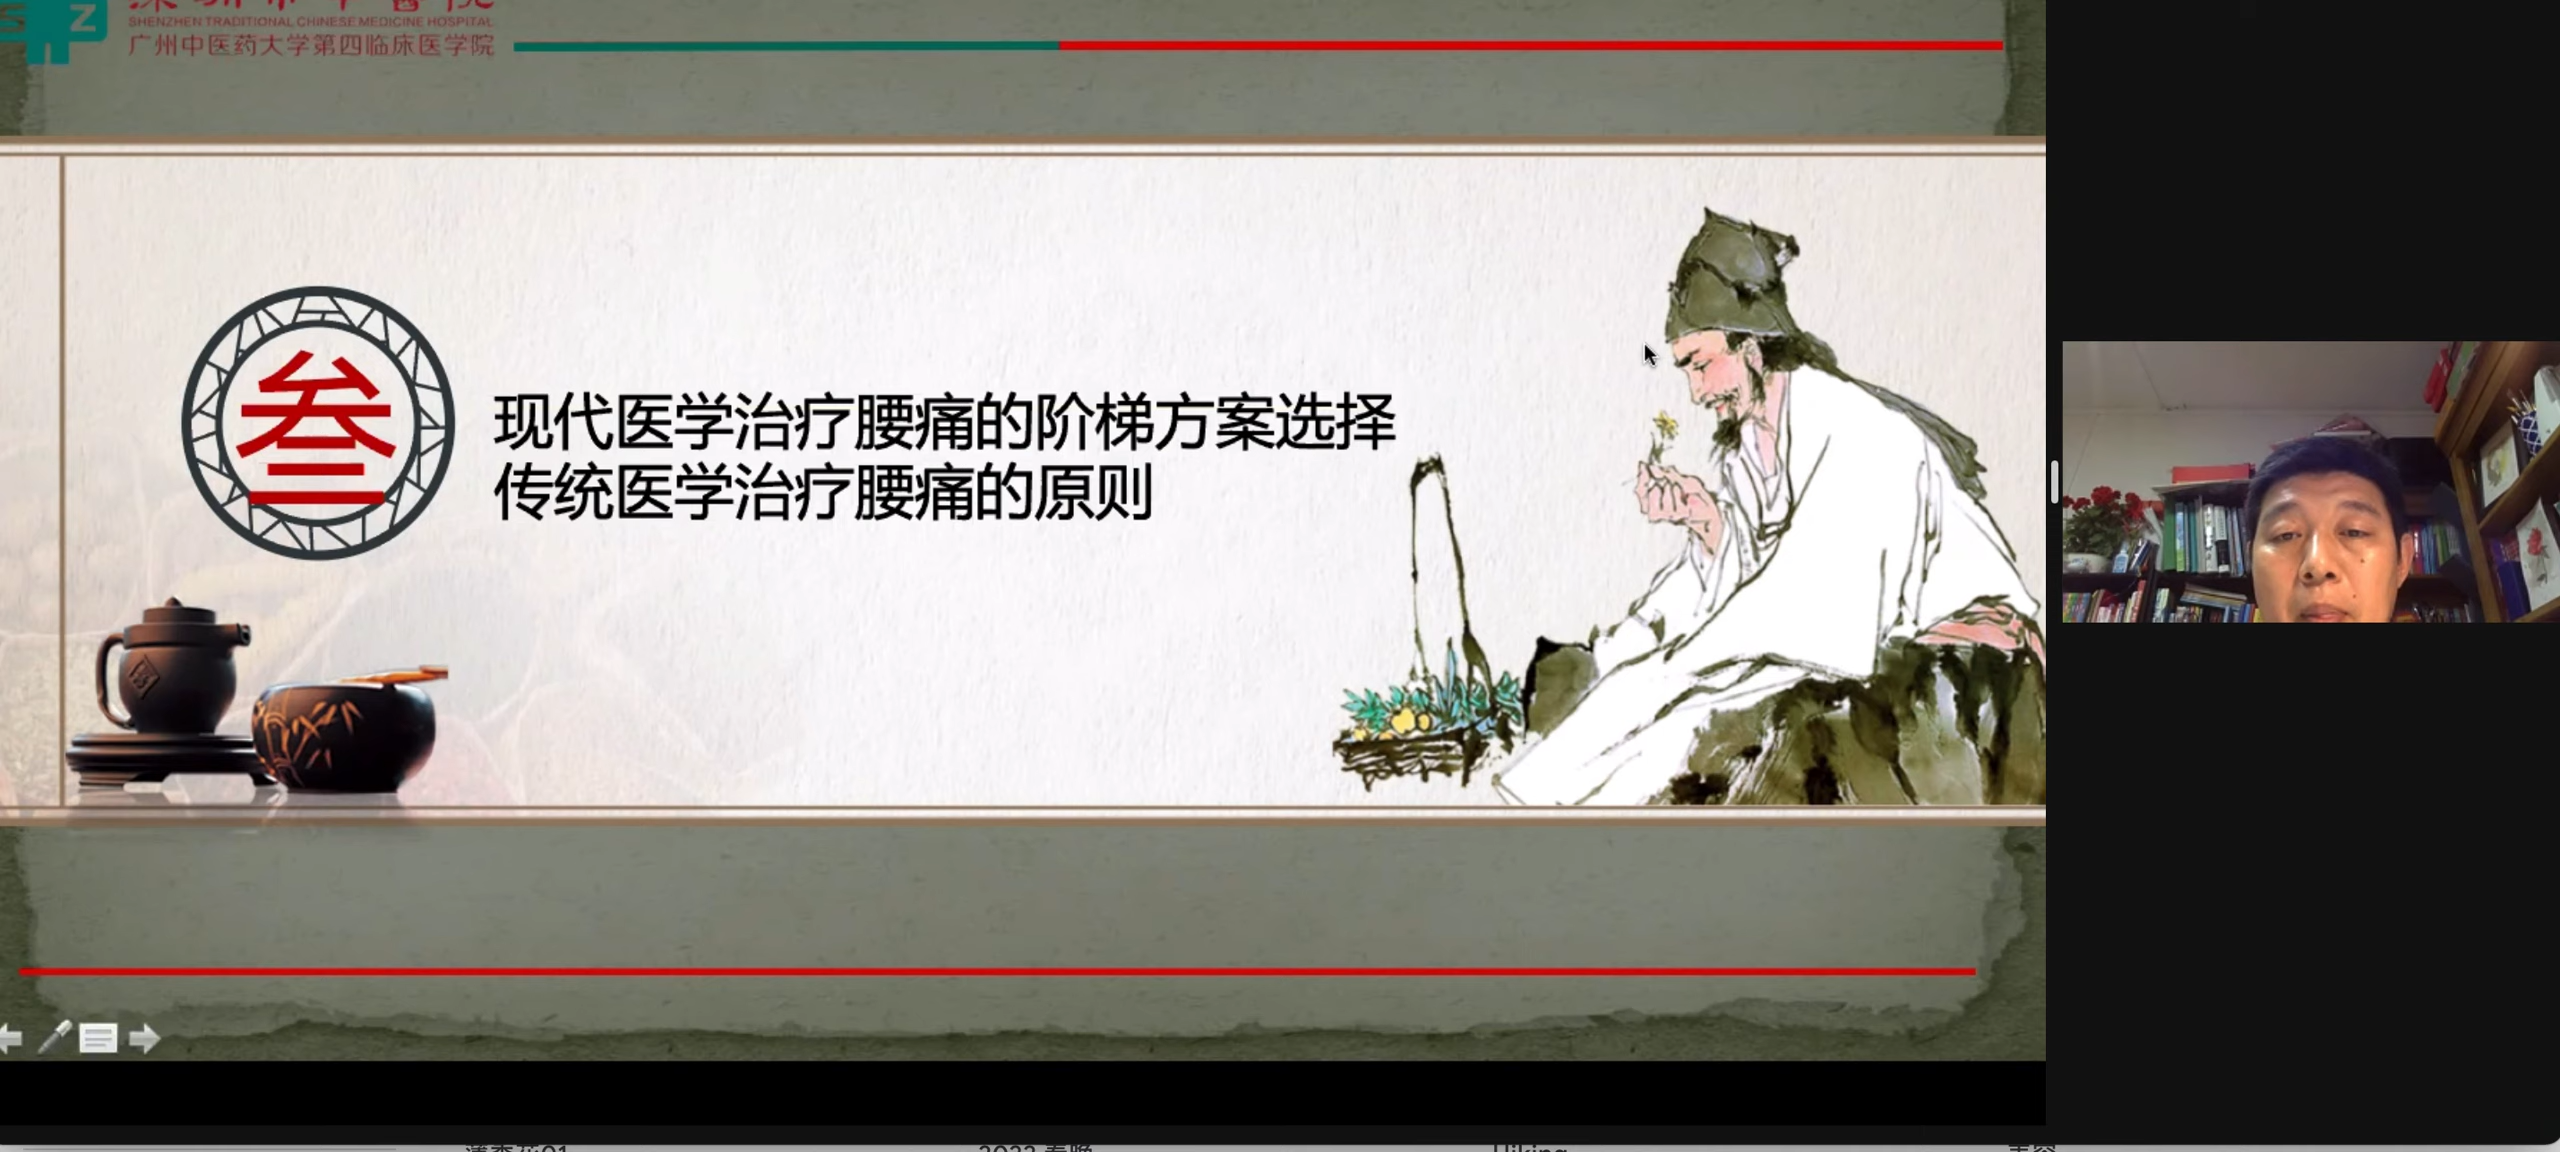 Z
SHENZHEN TRADITIONAL CHINESE MEDICINE HOSPITAL
广州中医药大学第四临床医学院
叁
现代医学治疗腰痛的阶梯方案选择
传统医学治疗腰痛的原则
Hiking